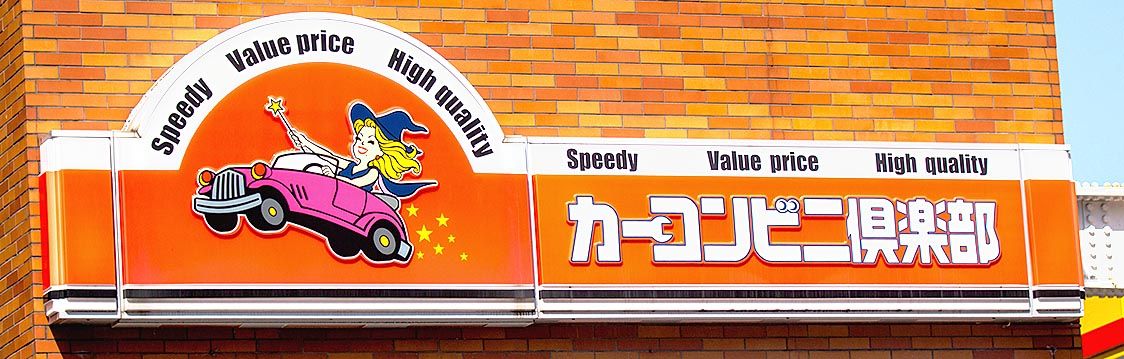 Speedy Value price High quality
Speedy Value price High quality
カーコンビニ倶楽部